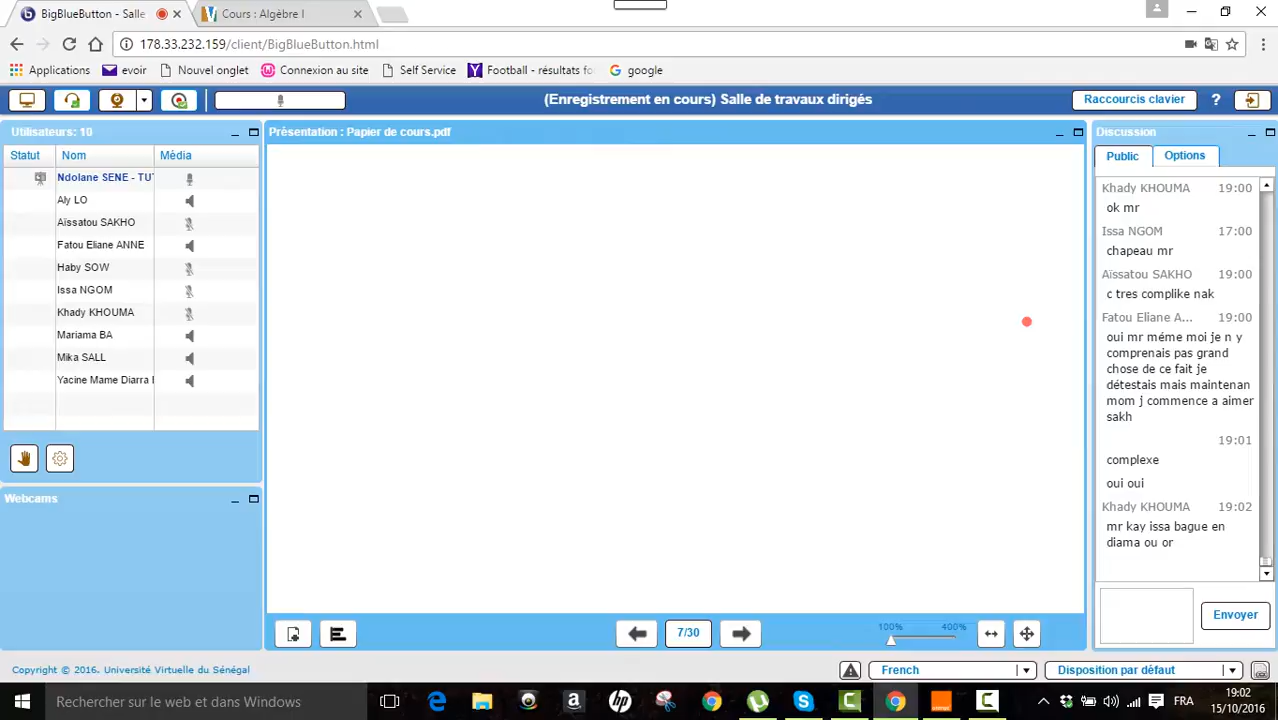 BigBlueButton - Salle
Cours : Algèbre I
178.33.232.159/client/BigBlueButton.html
Applications
evoir
Nouvel onglet
Connexion au site
Self Service
Football - résultats fo
google
(Enregistrement en cours) Salle de travaux dirigés
Raccourcis clavier
?
Utilisateurs: 10
Statut
Nom
Média
Ndolane SENE - TU
Aly LO
Aïssatou SAKHO
Fatou Eliane ANNE
Haby SOW
Issa NGOM
Khady KHOUMA
Mariama BA
Mika SALL
Yacine Mame Diarra
Webcams
Présentation : Papier de cours.pdf
7/30
100%
400%
Discussion
Public
Options
Khady KHOUMA 19:00
ok mr
Issa NGOM 17:00
chapeau mr
Aïssatou SAKHO 19:00
c tres complike nak
Fatou Eliane A... 19:00
oui mr méme moi je n y
comprenais pas grand
chose de ce fait je
détestais mais maintenan
mom j commence a aimer
sakh
19:01
complexe
oui oui
Khady KHOUMA 19:02
mr kay issa bague en
diama ou or
Envoyer
Copyright © 2016. Université Virtuelle du Sénégal
French
Disposition par défaut
Rechercher sur le web et dans Windows
FRA
19:02
15/10/2016